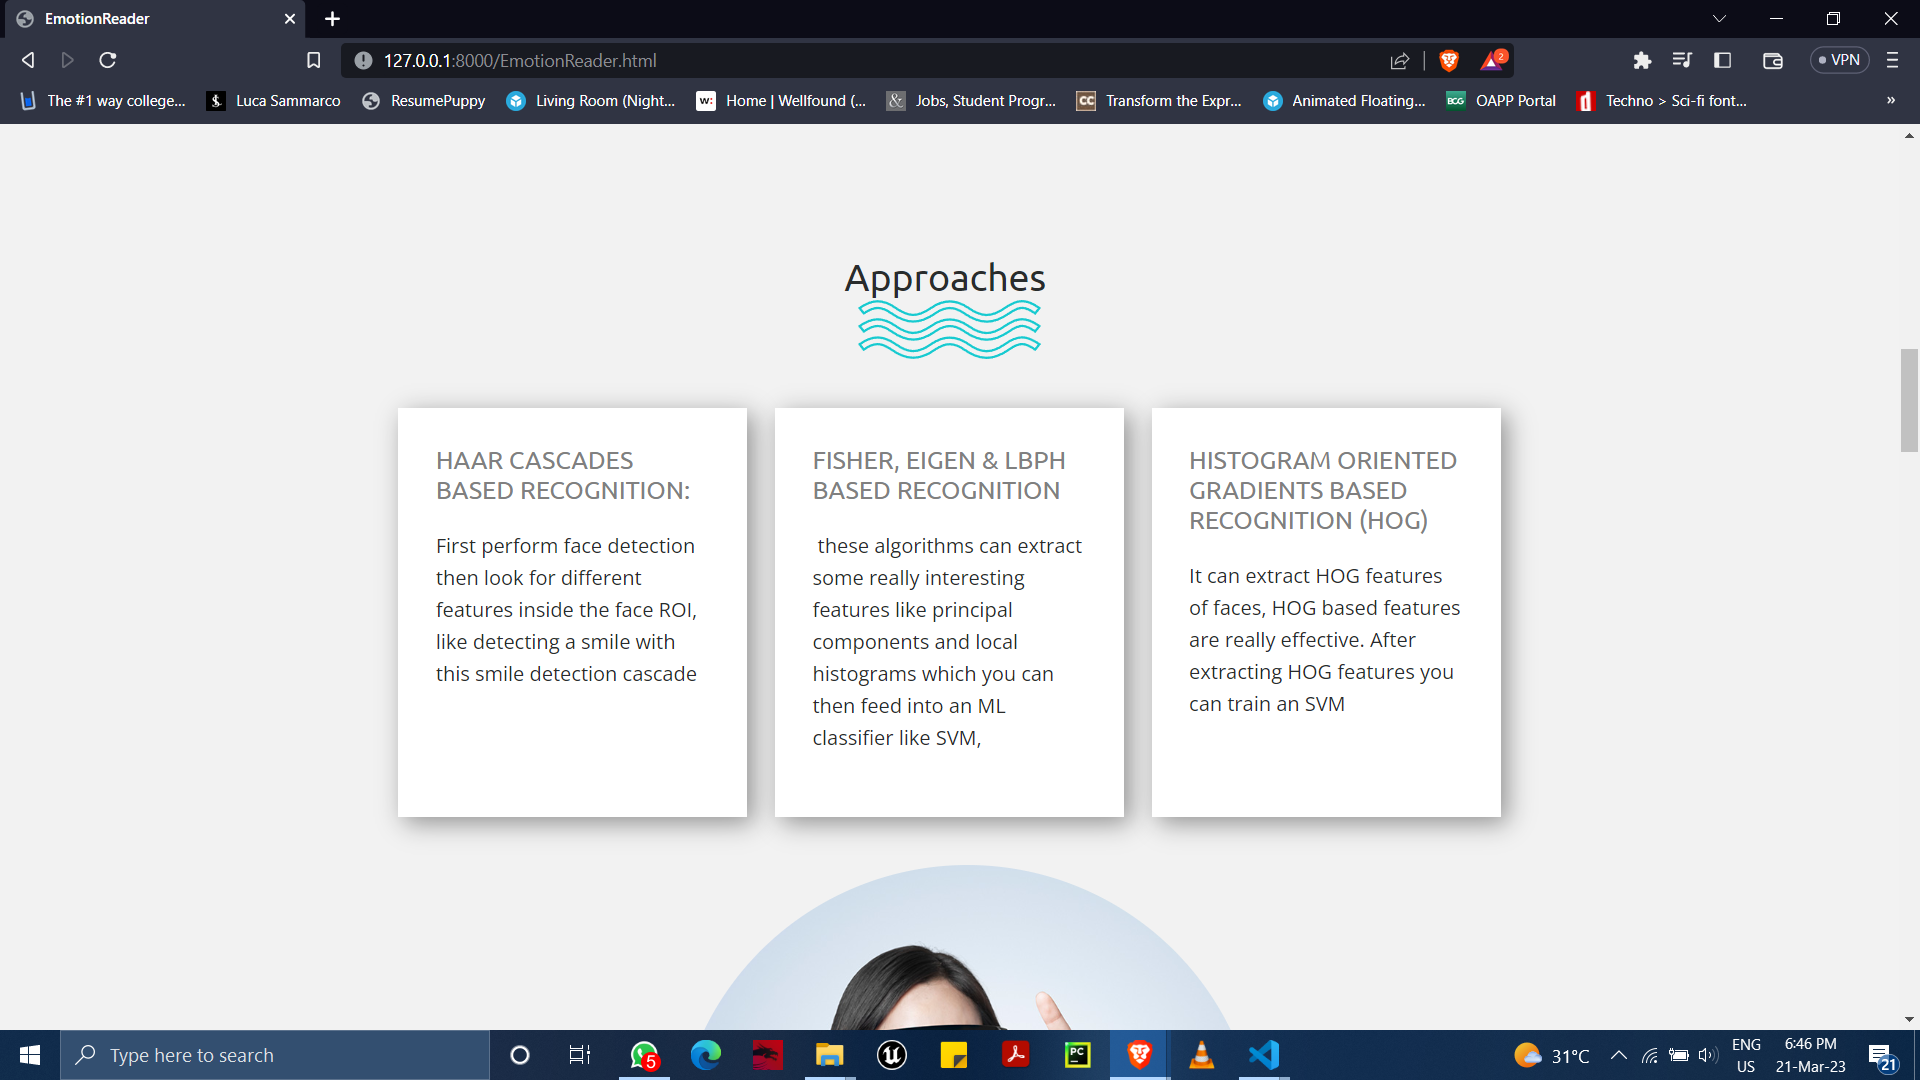 EmotionReader
127.0.0.1:8000/EmotionReader.html
2
VPN
The #1 way college...
Luca Sammarco
ResumePuppy
Living Room (Night...
w:
Home | Wellfound (...
&
Jobs, Student Progr...
CC
Transform the Expr...
Animated Floating...
BCG
OAPP Portal
Techno > Sci-fi font...
»
Approaches
HAAR CASCADES
BASED RECOGNITION:
First perform face detection
then look for different
features inside the face ROI,
like detecting a smile with
this smile detection cascade
FISHER, EIGEN & LBPH
BASED RECOGNITION
these algorithms can extract
some really interesting
features like principal
components and local
histograms which you can
then feed into an ML
classifier like SVM,
HISTOGRAM ORIENTED
GRADIENTS BASED
RECOGNITION (HOG)
It can extract HOG features
of faces, HOG based features
are really effective. After
extracting HOG features you
can train an SVM
Type here to search
5
PC
31°C
ENG
US
6:46 PM
21-Mar-23
21